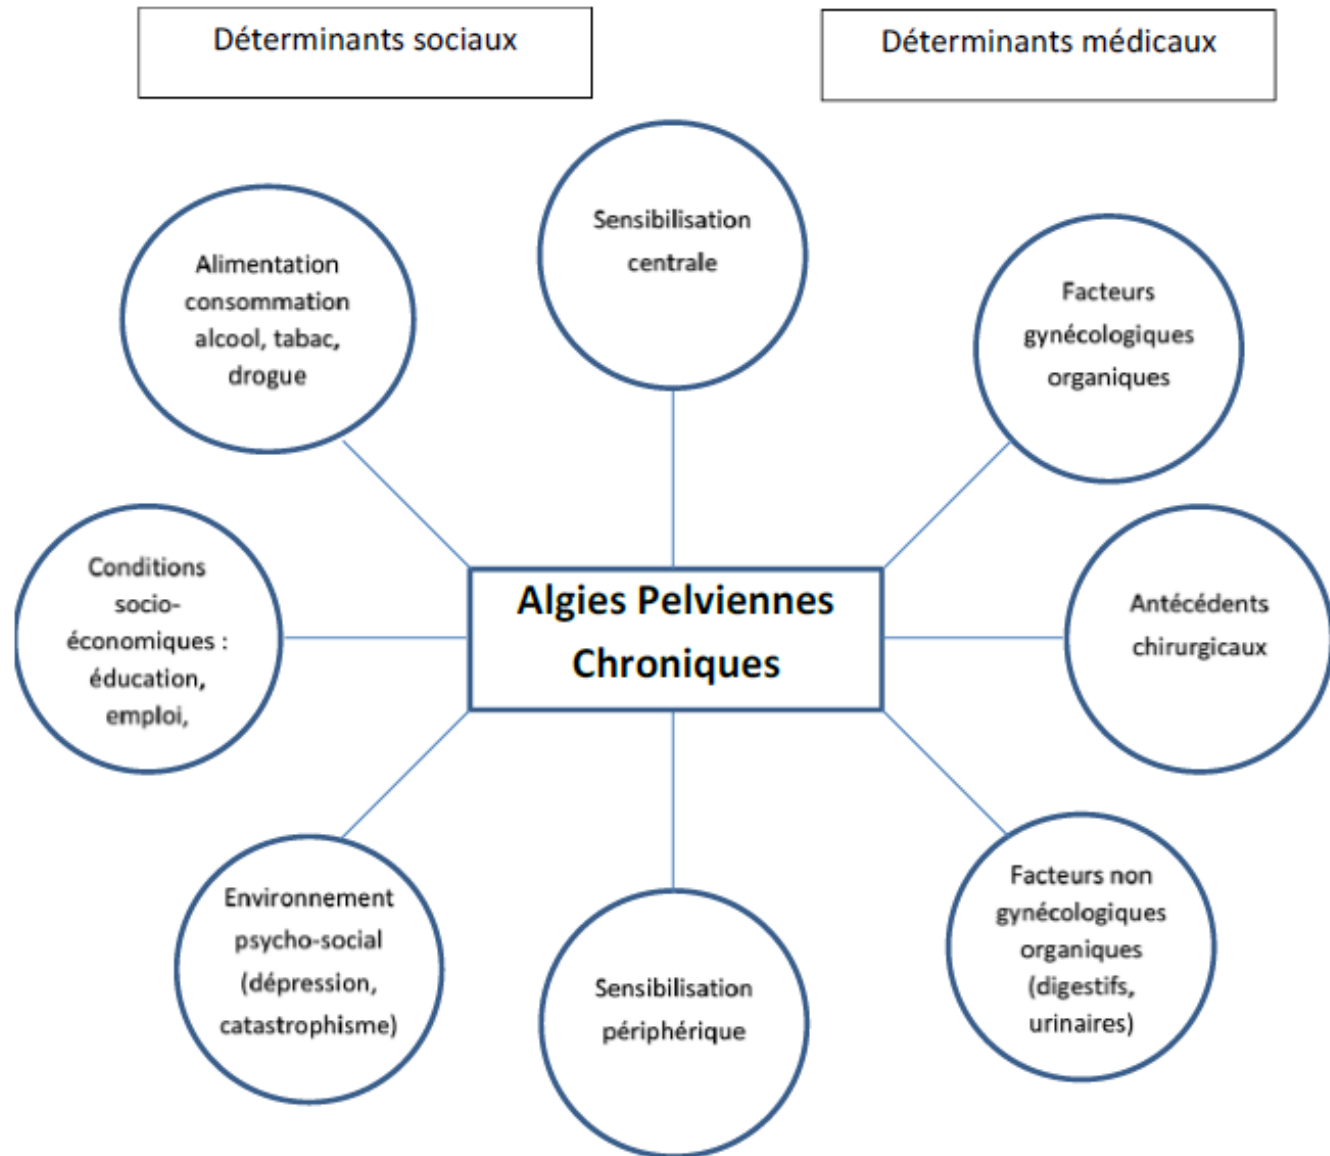 Déterminants sociaux
Déterminants médicaux
Sensibilisation
centrale
Alimentation
consommation
alcool, tabac,
drogue
Facteurs
gynécologiques
organiques
Conditions
socio-
économiques :
éducation,
emploi,
Algies Pelviennes
Chroniques
Antécédents
chirurgicaux
Environnement
psycho-social
(dépression,
catastrophisme)
Sensibilisation
périphérique
Facteurs non
gynécologiques
organiques
(digestifs,
urinaires)